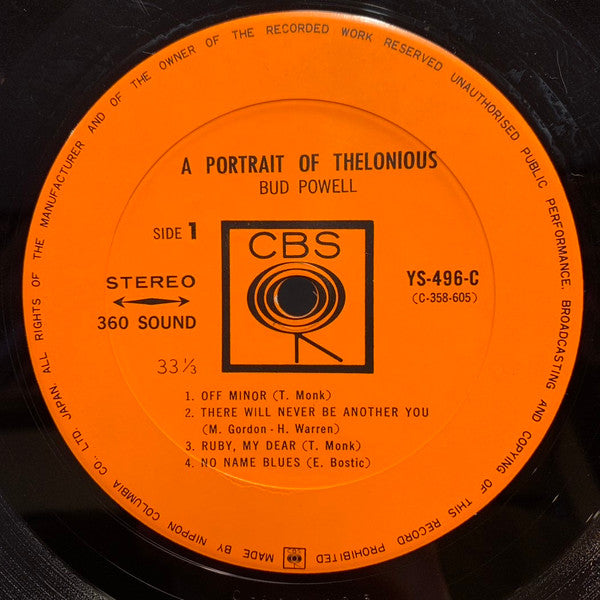 MADE BY NIPPON COLUMBIA CO. LTD. JAPAN. ALL RIGHTS OF THE MANUFACTURER AND OF THE OWNER OF THE RECORDED WORK RESERVED UNAUTHORISED PUBLIC PERFORMANCE. BROADCASTING AND COPYING OF THIS RECORD PROHIBITED
A PORTRAIT OF THELONIOUS
BUD POWELL
SIDE 1
CBS
STEREO
360 SOUND
YS-496-C
(C-358-605)
33 ⅓
1. OFF MINOR (T. Monk)
2. THERE WILL NEVER BE ANOTHER YOU
(M. Gordon - H. Warren)
3. RUBY, MY DEAR (T. Monk)
4. NO NAME BLUES (E. Bostic)
CBS